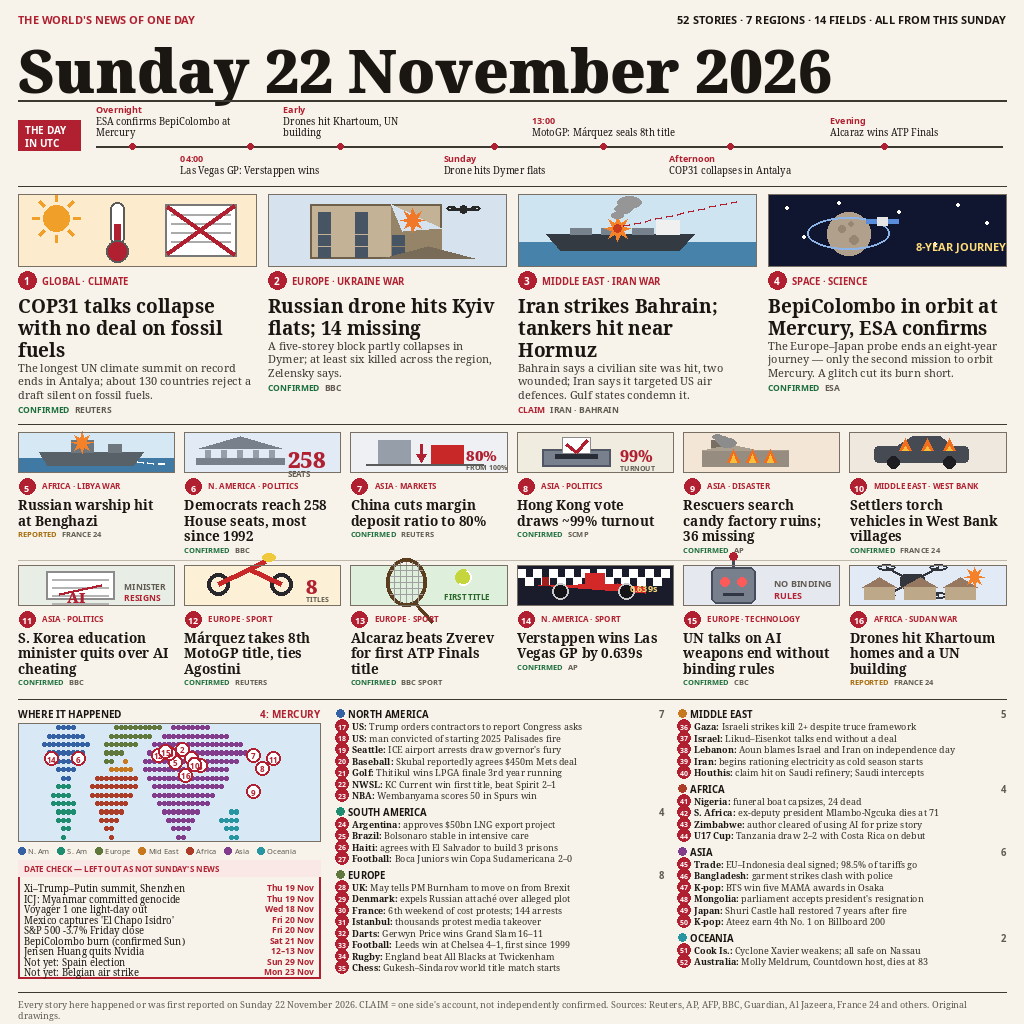 THE WORLD'S NEWS OF ONE DAY
52 STORIES · 7 REGIONS · 14 FIELDS · ALL FROM THIS SUNDAY
Sunday 22 November 2026
THE DAY
IN UTC
Overnight
ESA confirms BepiColombo at
Mercury
Early
Drones hit Khartoum, UN
building
13:00
MotoGP: Márquez seals 8th title
Evening
Alcaraz wins ATP Finals
04:00
Las Vegas GP: Verstappen wins
Sunday
Drone hits Dymer flats
Afternoon
COP31 collapses in Antalya
8-YEAR JOURNEY
1 GLOBAL · CLIMATE
COP31 talks collapse
with no deal on fossil
fuels
The longest UN climate summit on record
ends in Antalya; about 130 countries reject a
draft silent on fossil fuels.
CONFIRMED REUTERS
2 EUROPE · UKRAINE WAR
Russian drone hits Kyiv
flats; 14 missing
A five-storey block partly collapses in
Dymer; at least six killed across the region,
Zelensky says.
CONFIRMED BBC
3 MIDDLE EAST · IRAN WAR
Iran strikes Bahrain;
tankers hit near
Hormuz
Bahrain says a civilian site was hit, two
wounded; Iran says it targeted US air
defences. Gulf states condemn it.
CLAIM IRAN · BAHRAIN
4 SPACE · SCIENCE
BepiColombo in orbit at
Mercury, ESA confirms
The Europe–Japan probe ends an eight-year
journey — only the second mission to orbit
Mercury. A glitch cut its burn short.
CONFIRMED ESA
5 AFRICA · LIBYA WAR
Russian warship hit
at Benghazi
REPORTED FRANCE 24
258
SEATS
6 N. AMERICA · POLITICS
Democrats reach 258
House seats, most
since 1992
CONFIRMED BBC
80%
FROM 100%
7 ASIA · MARKETS
China cuts margin
deposit ratio to 80%
CONFIRMED REUTERS
99%
TURNOUT
8 ASIA · POLITICS
Hong Kong vote
draws ~99% turnout
CONFIRMED SCMP
9 ASIA · DISASTER
Rescuers search
candy factory ruins;
36 missing
CONFIRMED AP
10 MIDDLE EAST · WEST BANK
Settlers torch
vehicles in West Bank
villages
CONFIRMED FRANCE 24
AI
MINISTER
RESIGNS
11 ASIA · POLITICS
S. Korea education
minister quits over AI
cheating
CONFIRMED BBC
8
TITLES
12 EUROPE · SPORT
Márquez takes 8th
MotoGP title, ties
Agostini
CONFIRMED REUTERS
FIRST TITLE
13 EUROPE · SPORT
Alcaraz beats Zverev
for first ATP Finals
title
CONFIRMED BBC SPORT
0.639s
14 N. AMERICA · SPORT
Verstappen wins Las
Vegas GP by 0.639s
CONFIRMED AP
NO BINDING
RULES
15 EUROPE · TECHNOLOGY
UN talks on AI
weapons end without
binding rules
CONFIRMED CBC
16 AFRICA · SUDAN WAR
Drones hit Khartoum
homes and a UN
building
REPORTED FRANCE 24
WHERE IT HAPPENED
4: MERCURY
14
6
15
2
5
10
16
7
11
8
9
N. Am
S. Am
Europe
Mid East
Africa
Asia
Oceania
DATE CHECK — LEFT OUT AS NOT SUNDAY'S NEWS
Xi–Trump–Putin summit, Shenzhen Thu 19 Nov
ICJ: Myanmar committed genocide Thu 19 Nov
Voyager 1 one light-day out Wed 18 Nov
Mexico captures 'El Chapo Isidro' Fri 20 Nov
S&P 500 -3.7% Friday close Fri 20 Nov
BepiColombo burn (confirmed Sun) Sat 21 Nov
Jensen Huang quits Nvidia 12–13 Nov
Not yet: Spain election Sun 29 Nov
Not yet: Belgian air strike Mon 23 Nov
NORTH AMERICA 7
17 US: Trump orders contractors to report Congress asks
18 US: man convicted of starting 2025 Palisades fire
19 Seattle: ICE airport arrests draw governor's fury
20 Baseball: Skubal reportedly agrees $450m Mets deal
21 Golf: Thitikul wins LPGA finale 3rd year running
22 NWSL: KC Current win first title, beat Spirit 2–1
23 NBA: Wembanyama scores 50 in Spurs win
SOUTH AMERICA 4
24 Argentina: approves $50bn LNG export project
25 Brazil: Bolsonaro stable in intensive care
26 Haiti: agrees with El Salvador to build 3 prisons
27 Football: Boca Juniors win Copa Sudamericana 2–0
EUROPE 8
28 UK: May tells PM Burnham to move on from Brexit
29 Denmark: expels Russian attaché over alleged plot
30 France: 6th weekend of cost protests; 144 arrests
31 Istanbul: thousands protest media takeover
32 Darts: Gerwyn Price wins Grand Slam 16–11
33 Football: Leeds win at Chelsea 4–1, first since 1999
34 Rugby: England beat All Blacks at Twickenham
35 Chess: Gukesh–Sindarov world title match starts
MIDDLE EAST 5
36 Gaza: Israeli strikes kill 2+ despite truce framework
37 Israel: Likud–Eisenkot talks end without a deal
38 Lebanon: Aoun blames Israel and Iran on independence day
39 Iran: begins rationing electricity as cold season starts
40 Houthis: claim hit on Saudi refinery; Saudi intercepts
AFRICA 4
41 Nigeria: funeral boat capsizes, 24 dead
42 S. Africa: ex-deputy president Mlambo-Ngcuka dies at 71
43 Zimbabwe: author cleared of using AI for prize story
44 U17 Cup: Tanzania draw 2–2 with Costa Rica on debut
ASIA 6
45 Trade: EU–Indonesia deal signed; 98.5% of tariffs go
46 Bangladesh: garment strikes clash with police
47 K-pop: BTS win five MAMA awards in Osaka
48 Mongolia: parliament accepts president's resignation
49 Japan: Shuri Castle hall restored 7 years after fire
50 K-pop: Ateez earn 4th No. 1 on Billboard 200
OCEANIA 2
51 Cook Is.: Cyclone Xavier weakens; all safe on Nassau
52 Australia: Molly Meldrum, Countdown host, dies at 83
Every story here happened or was first reported on Sunday 22 November 2026. CLAIM = one side's account, not independently confirmed. Sources: Reuters, AP, AFP, BBC, Guardian, Al Jazeera, France 24 and others. Original
drawings.